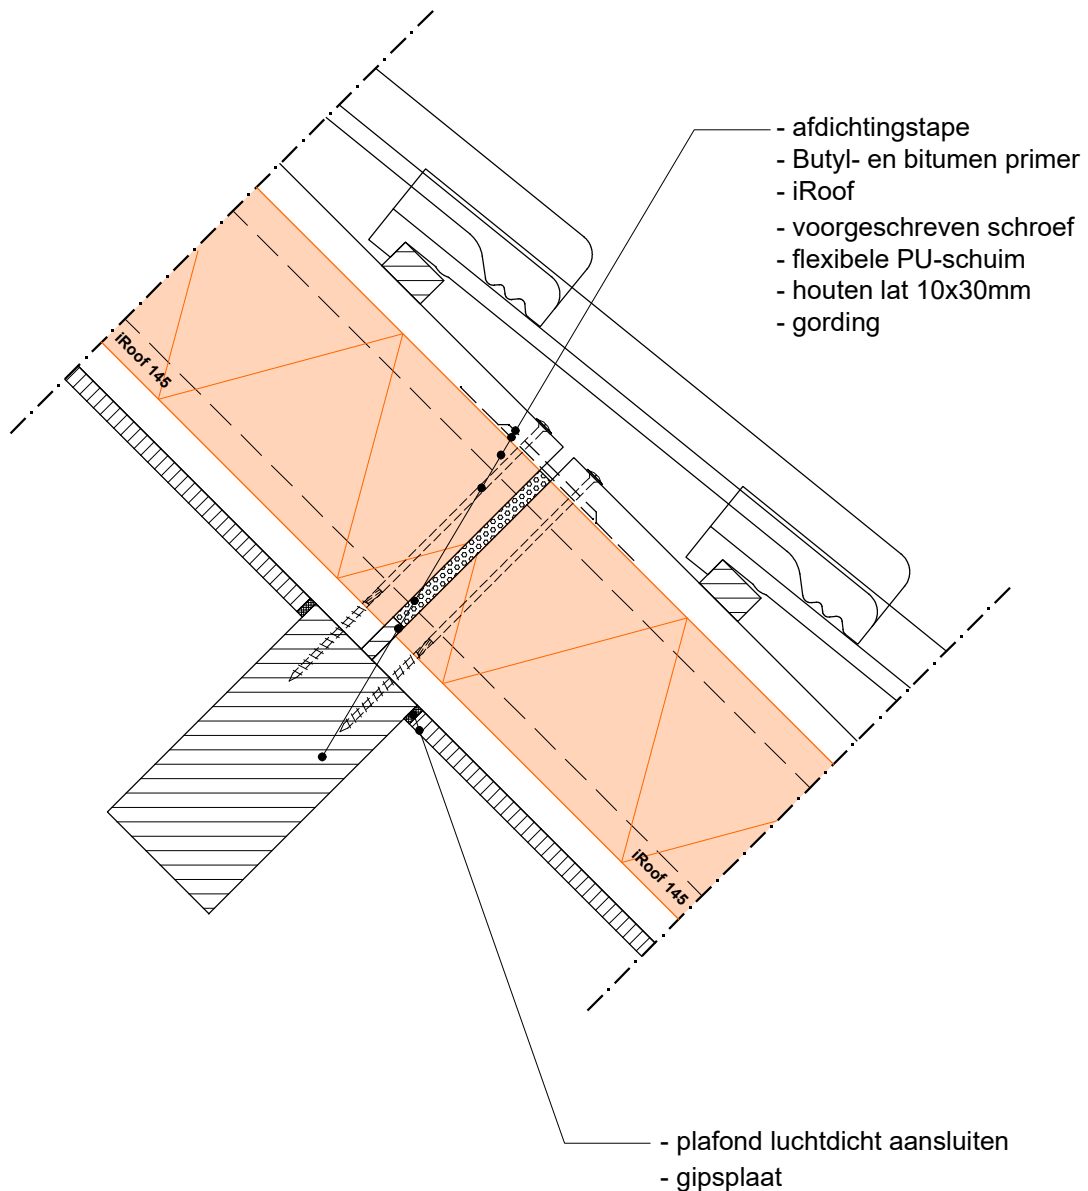 - afdichtingstape
- Butyl- en bitumen primer
- iRoof
- voorgeschreven schroef
- flexibele PU-schuim
- houten lat 10x30mm
- gording
iRoof 145
iRoof 145
- plafond luchtdicht aansluiten
- gipsplaat